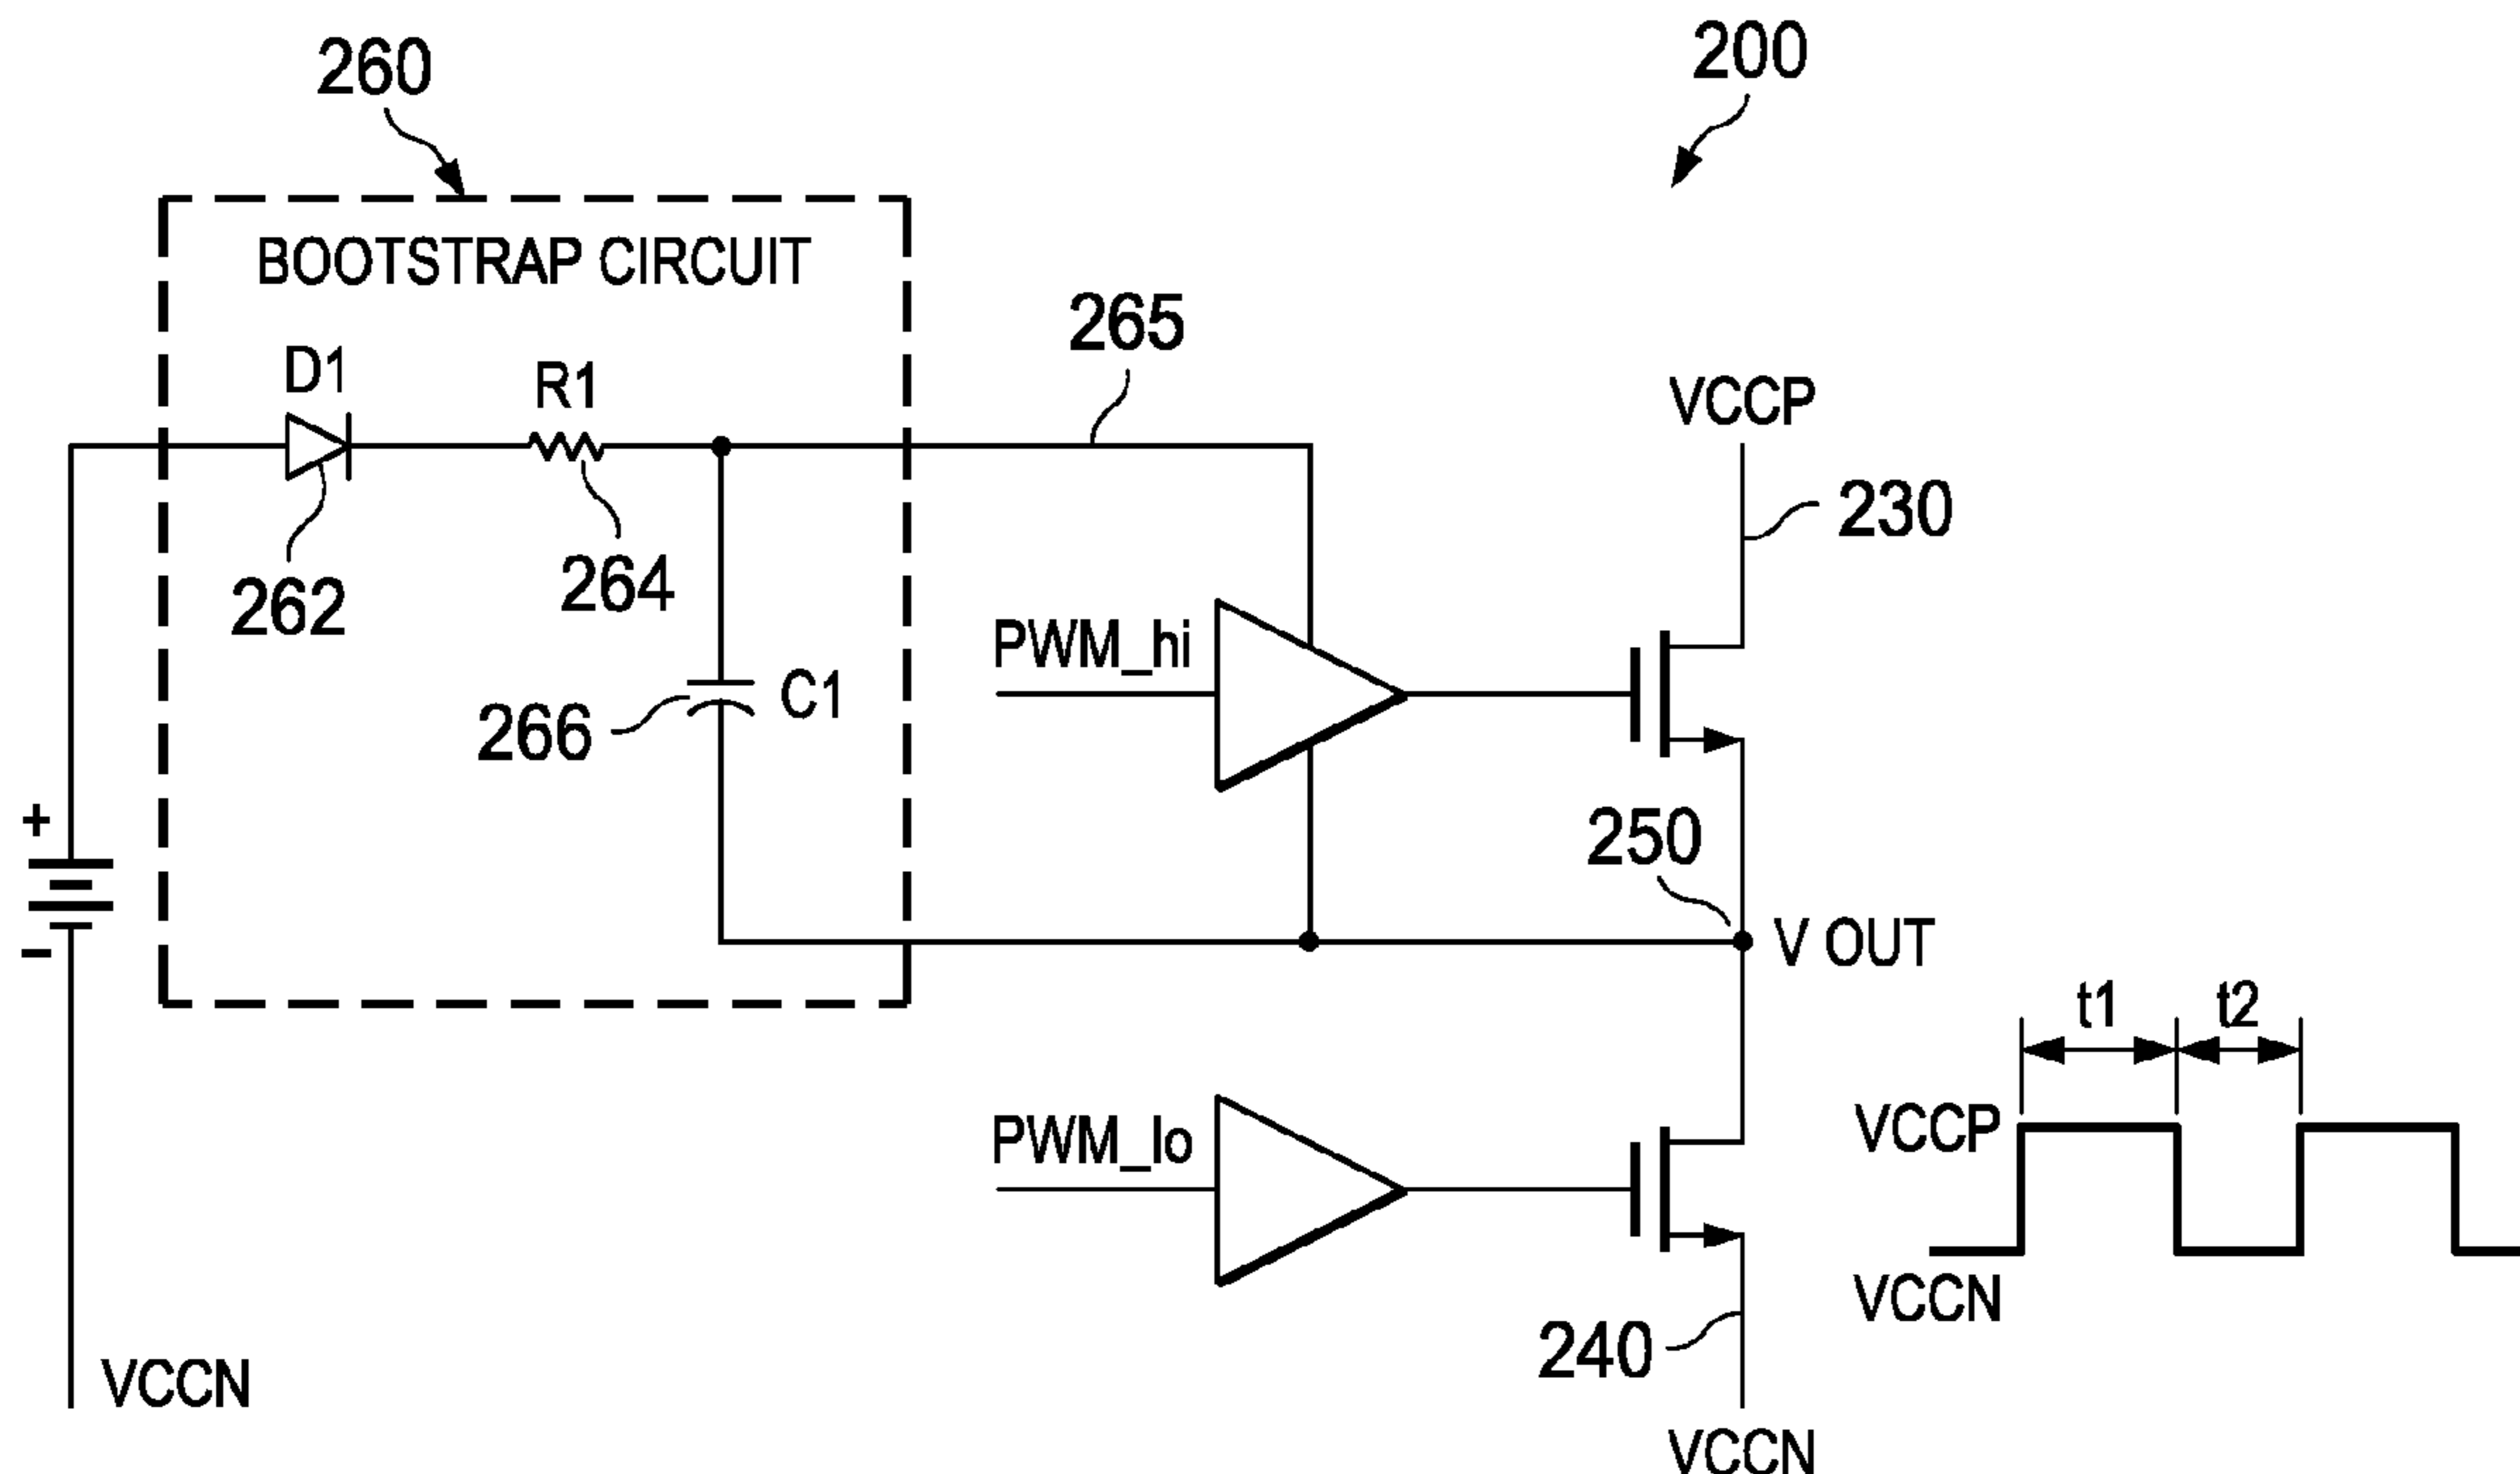 260
200
BOOTSTRAP CIRCUIT
265
D1
R1
VCCP
230
262
264
PWM_hi
C1
266
250
+
V OUT
-
t1
t2
PWM_lo
VCCP
VCCN
240
VCCN
VCCN